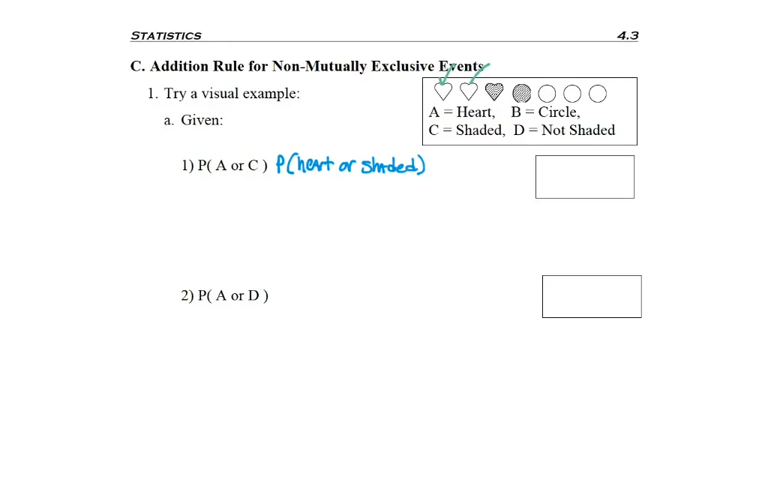 STATISTICS 4.3
C. Addition Rule for Non-Mutually Exclusive Events
1. Try a visual example:
a. Given:
A = Heart, B = Circle,
C = Shaded, D = Not Shaded
1) P( A or C ) P(heart or shaded)
2) P( A or D )